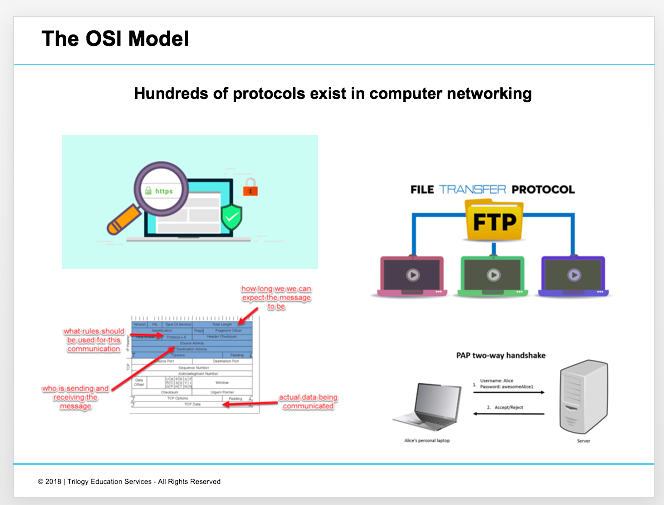 The OSI Model
Hundreds of protocols exist in computer networking
https
FILE TRANSFER PROTOCOL
FTP
how long we we can
expect the message
to be
what rules should
be used for this
communication
who is sending and
receiving the
message
actual data being
communicated
Version IHL Type Of Service Total Length
Identification Flags Fragment Offset
Protocol = 6 Header Checksum
Source Address
Destination Address
Options Padding
Source Port Destination Port
Sequence Number
Acknowledgment Number
Data
Offset
Window
Checksum Urgent Pointer
TCP Options Padding
TCP Data
PAP two-way handshake
1. Username: Alice
Password: awesomeAlice1
2. Accept/Reject
Alice's personal laptop
Server
© 2018 | Trilogy Education Services - All Rights Reserved